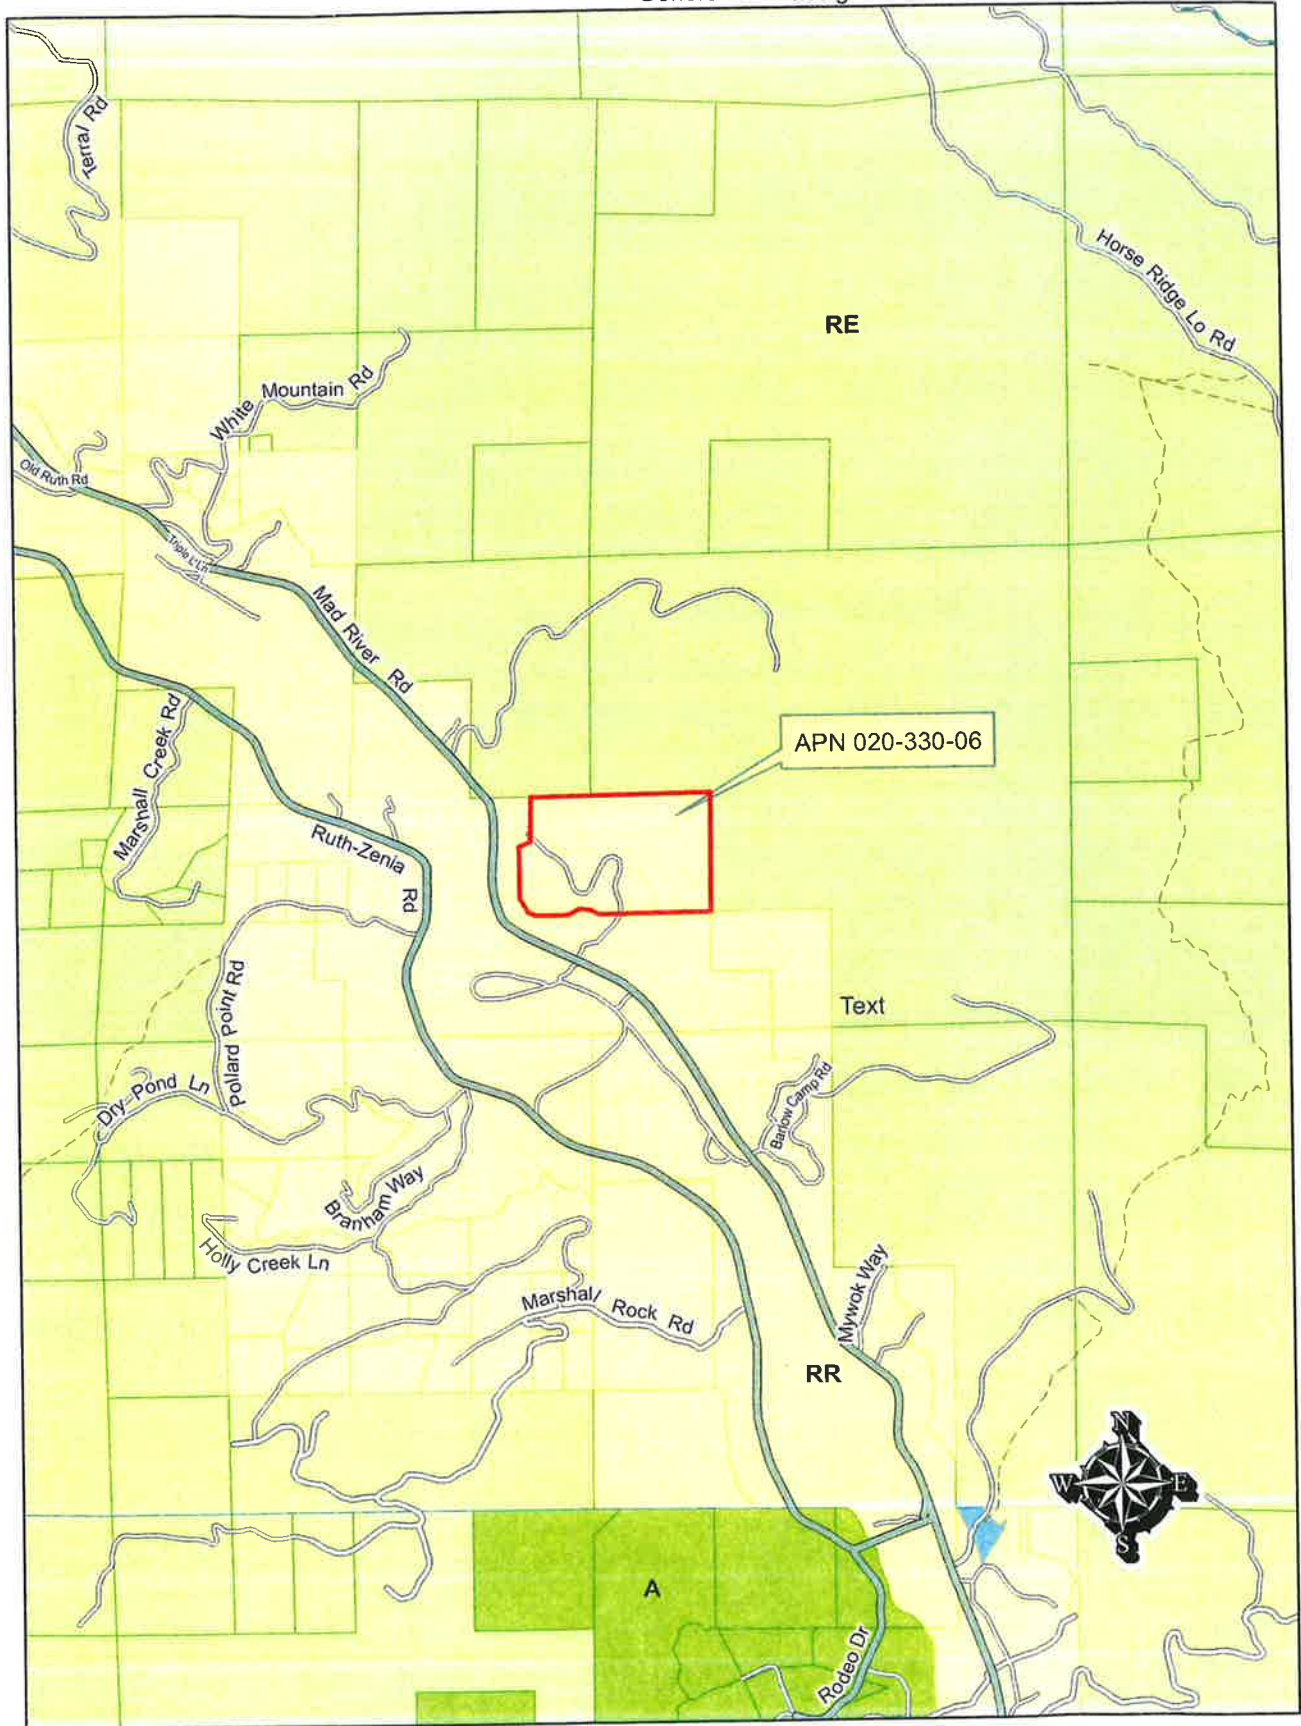 Terral Rd
Horse Ridge Lo Rd
RE
White Mountain Rd
Old Ruth Rd
Triple L Ln
Mad River Rd
Marshall Creek Rd
APN 020-330-06
Ruth-Zenia Rd
Pollard Point Rd
Text
Dry Pond Ln
Barlow Camp Rd
Branham Way
Holly Creek Ln
Mywok Way
Marshal/ Rock Rd
RR
N
W E
S
A
Rodeo Dr